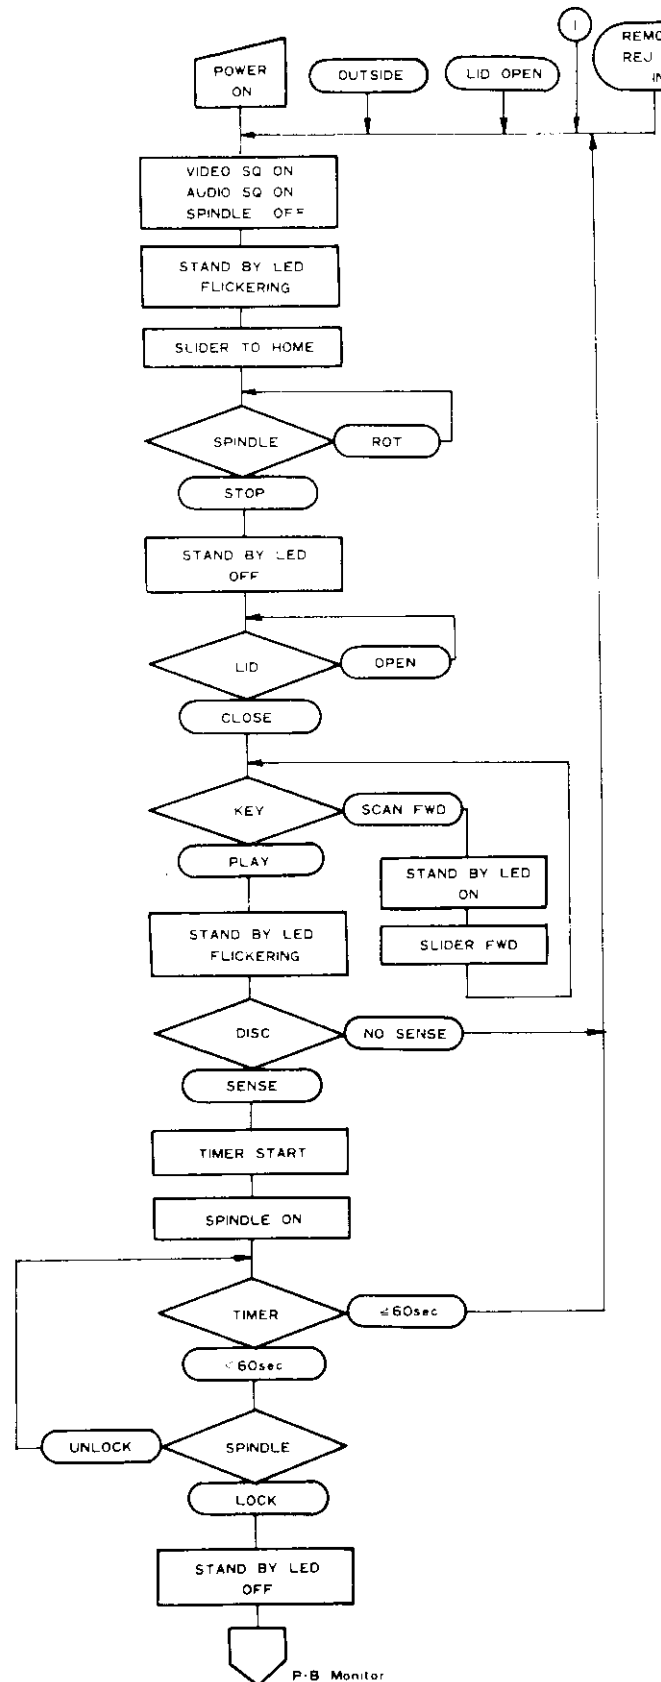 1
POWER
ON
OUTSIDE
LID OPEN
REMO
REJ
IN
VIDEO SQ ON
AUDIO SQ ON
SPINDLE OFF
STAND BY LED
FLICKERING
SLIDER TO HOME
SPINDLE
ROT
STOP
STAND BY LED
OFF
LID
OPEN
CLOSE
KEY
SCAN FWD
PLAY
STAND BY LED
ON
STAND BY LED
FLICKERING
SLIDER FWD
DISC
NO SENSE
SENSE
TIMER START
SPINDLE ON
TIMER
≤60sec
<60sec
UNLOCK
SPINDLE
LOCK
STAND BY LED
OFF
P-B Monitor